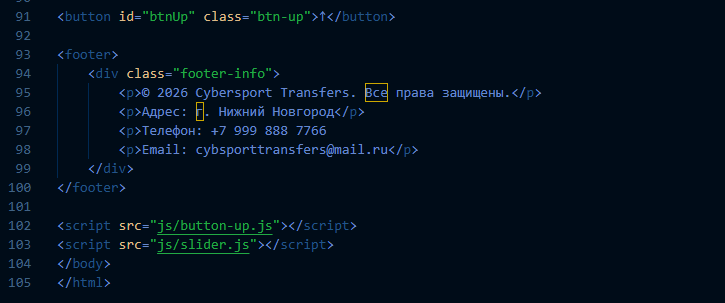 91 <button id="btnUp" class="btn-up">↑</button>
92
93 <footer>
94 <div class="footer-info">
95 <p>© 2026 Cybersport Transfers. Все права защищены.</p>
96 <p>Адрес: г. Нижний Новгород</p>
97 <p>Телефон: +7 999 888 7766
98 <p>Email: cybsporttransfers@mail.ru</p>
99 </div>
100 </footer>
101
102 <script src="js/button-up.js"></script>
103 <script src="js/slider.js"></script>
104 </body>
105 </html>